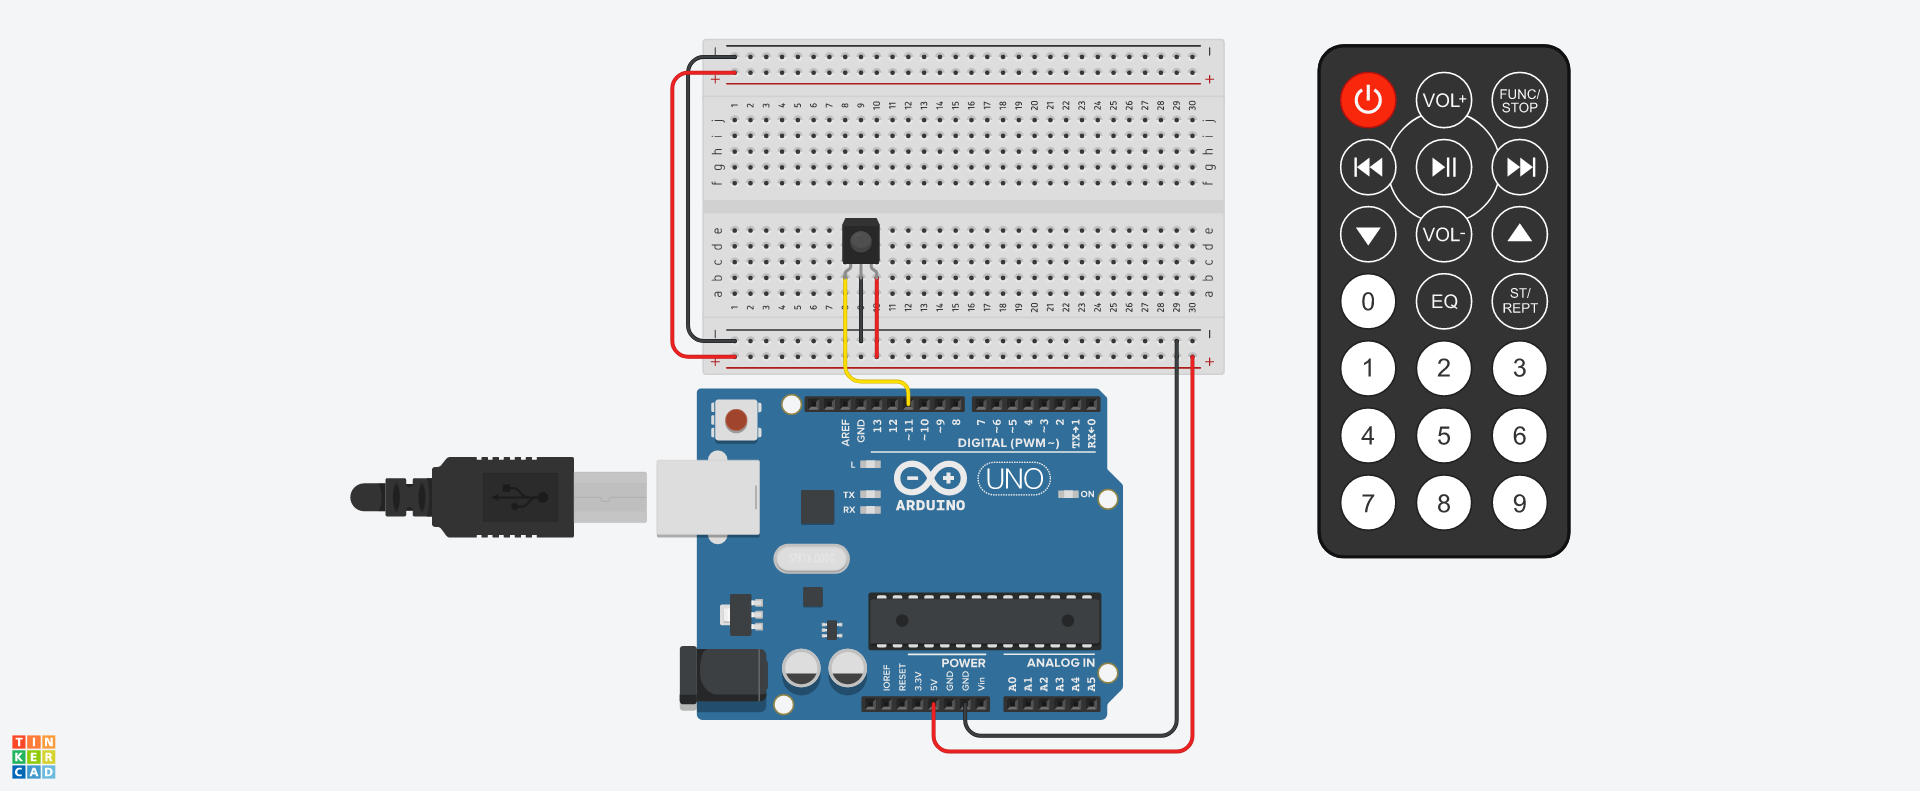 − −
+ +
1 2 3 4 5 6 7 8 9 10 11 12 13 14 15 16 17 18 19 20 21 22 23 24 25 26 27 28 29 30
j j
i i
h h
g g
f f
e e
d d
c c
b b
a a
1 2 3 4 5 6 7 8 9 10 11 12 13 14 15 16 17 18 19 20 21 22 23 24 25 26 27 28 29 30
− −
+ +
AREF GND 13 12 ~11 ~10 ~9 8 7 ~6 ~5 4 ~3 2 TX→1 RX←0
DIGITAL (PWM~)
L
TX
RX
ARDUINO
UNO
ON
POWER
ANALOG IN
IOREF RESET 3.3V 5V GND GND Vin A0 A1 A2 A3 A4 A5
VOL+
FUNC/
STOP
VOL-
0 EQ
ST/
REPT
1 2 3
4 5 6
7 8 9
TIN
KER
CAD